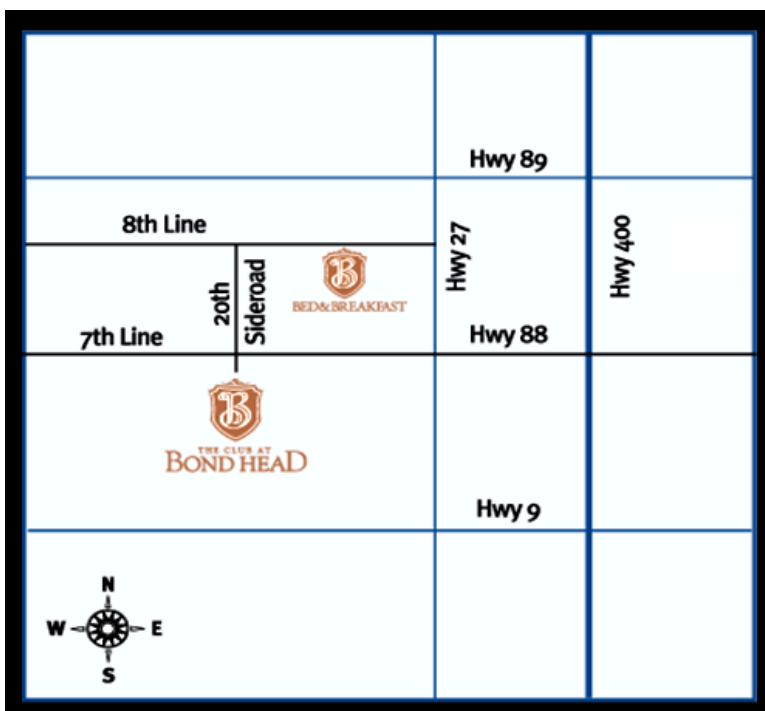 Hwy 89
8th Line
Hwy 27
Hwy 400
20th
Sideroad
B
BED & BREAKFAST
7th Line
Hwy 88
B
THE CLUB AT
BOND HEAD
Hwy 9
N
W E
S